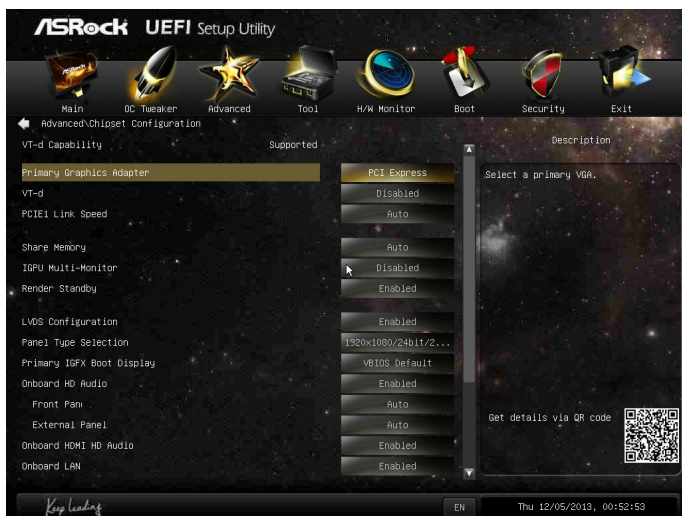 ASRock UEFI Setup Utility
Main OC Tweaker Advanced Tool H/W Monitor Boot Security Exit
Advanced\Chipset Configuration
Description
VT-d Capability Supported
Primary Graphics Adapter PCI Express
Select a primary VGA.
VT-d Disabled
PCIE1 Link Speed Auto
Share Memory Auto
IGPU Multi-Monitor Disabled
Render Standby Enabled
LVDS Configuration Enabled
Panel Type Selection 1920x1080/24bit/2...
Primary IGFX Boot Display VBIOS Default
Onboard HD Audio Enabled
Front Pan Auto
Get details via QR code
External Panel Auto
Onboard HDMI HD Audio Enabled
Onboard LAN Enabled
Keep Leading
EN
Thu 12/05/2013, 00:52:53